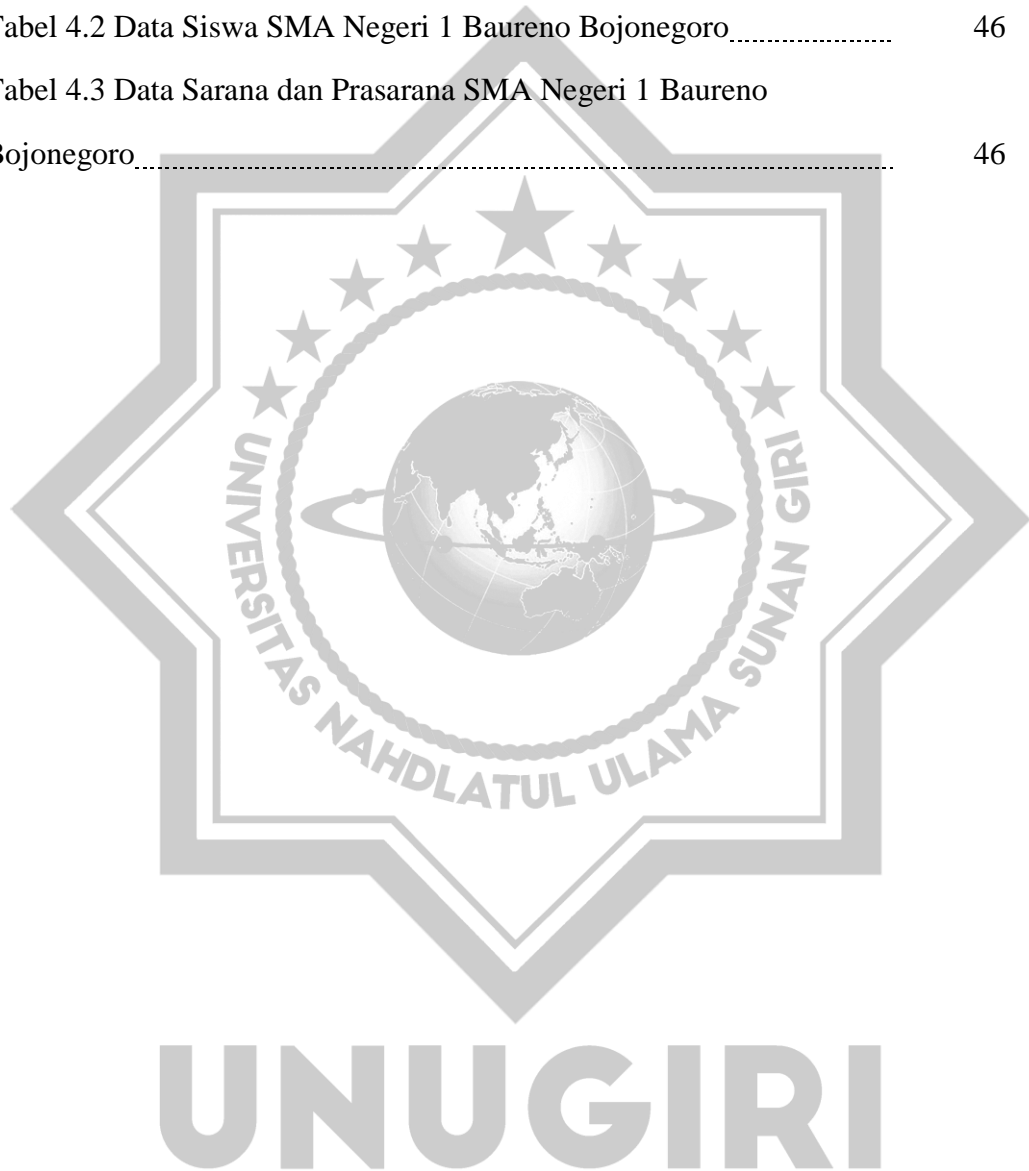 Tabel 4.2 Data Siswa SMA Negeri 1 Baureno Bojonegoro 46
Tabel 4.3 Data Sarana dan Prasarana SMA Negeri 1 Baureno
Bojonegoro 46
UNIVERSITAS NAHDLATUL ULAMA SUNAN GIRI
UNUGIRI